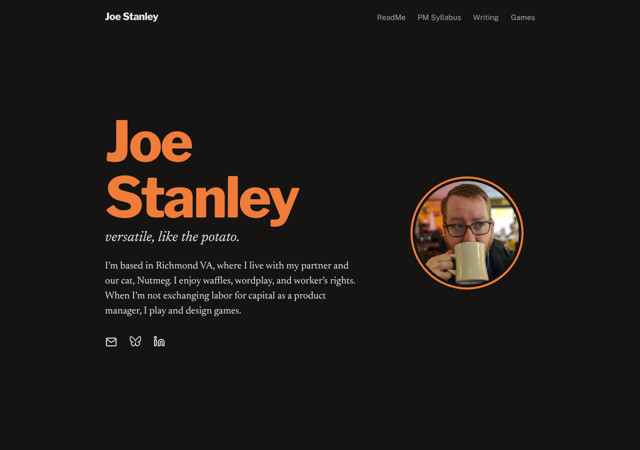 Joe Stanley
ReadMe PM Syllabus Writing Games
Joe
Stanley
versatile, like the potato.
I'm based in Richmond VA, where I live with my partner and
our cat, Nutmeg. I enjoy waffles, wordplay, and worker's rights.
When I'm not exchanging labor for capital as a product
manager, I play and design games.